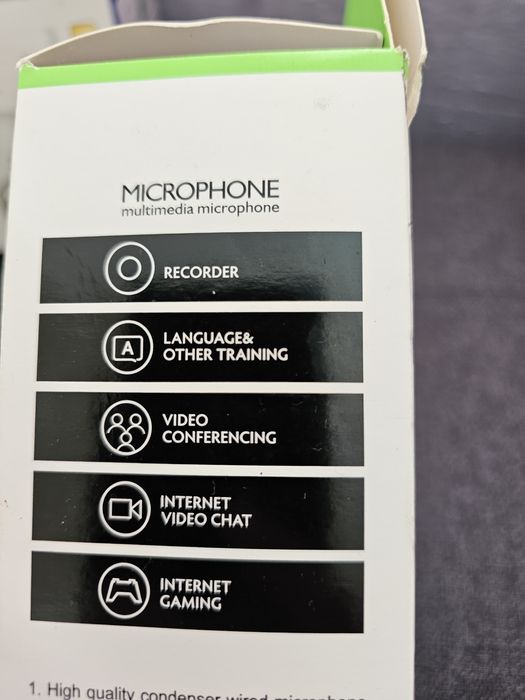 MICROPHONE
multimedia microphone
RECORDER
A
LANGUAGE&
OTHER TRAINING
VIDEO
CONFERENCING
INTERNET
VIDEO CHAT
INTERNET
GAMING
1. High quality condenser wired microphone